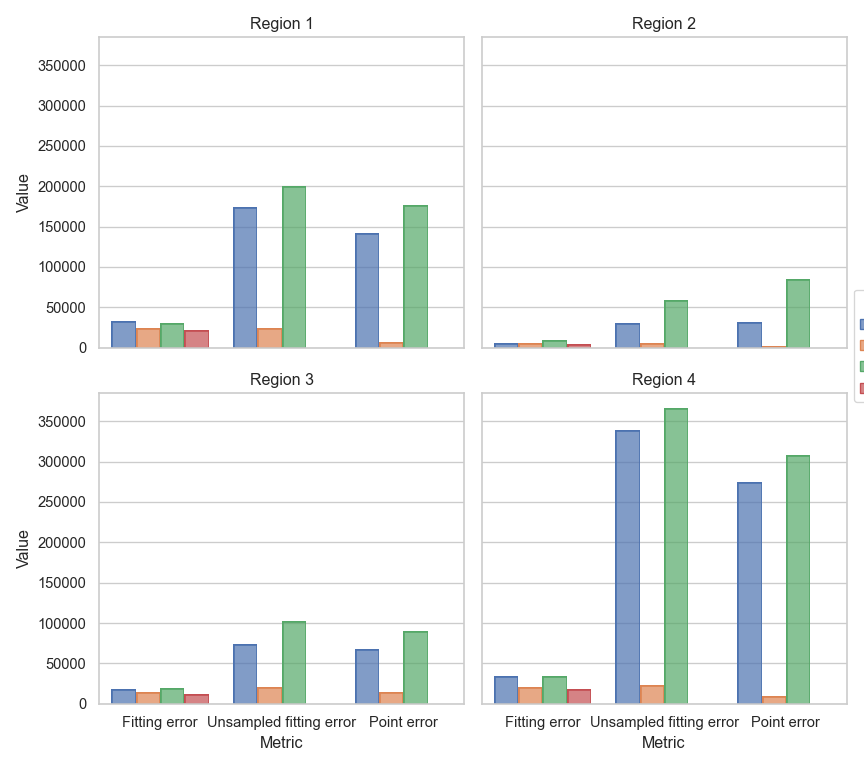 Region 1
Region 2
350000
300000
250000
200000
150000
100000
50000
0
Value
Region 3
Region 4
350000
300000
250000
200000
150000
100000
50000
0
Value
Fitting error Unsampled fitting error Point error
Fitting error Unsampled fitting error Point error
Metric
Metric